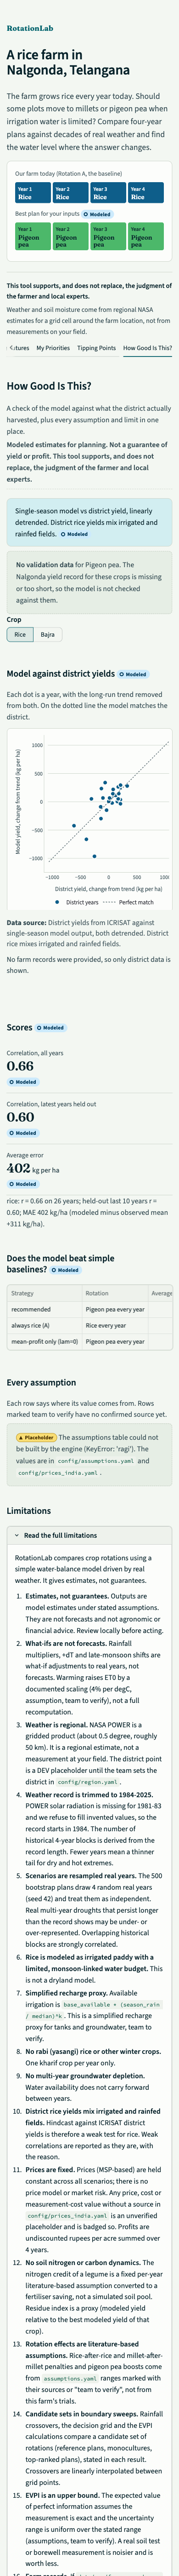 RotationLab
A rice farm in
Nalgonda, Telangana
The farm grows rice every year today. Should
some plots move to millets or pigeon pea when
irrigation water is limited? Compare four-year
plans against decades of real weather and find
the water level where the answer changes.
Our farm today (Rotation A, the baseline)
Year 1
Rice
Year 2
Rice
Year 3
Rice
Year 4
Rice
Best plan for your inputs Modeled
Year 1
Pigeon
pea
Year 2
Pigeon
pea
Year 3
Pigeon
pea
Year 4
Pigeon
pea
This tool supports, and does not replace, the judgment of
the farmer and local experts.
Weather and soil moisture come from regional NASA
estimates for a grid cell around the farm location, not from
measurements on your field.
tures My Priorities Tipping Points How Good Is This?
How Good Is This?
A check of the model against what the district actually
harvested, plus every assumption and limit in one
place.
Modeled estimates for planning. Not a guarantee of
yield or profit. This tool supports, and does not
replace, the judgment of the farmer and local
experts.
Single-season model vs district yield, linearly
detrended. District rice yields mix irrigated and
rainfed fields. Modeled
No validation data for Pigeon pea. The
Nalgonda yield record for these crops is missing
or too short, so the model is not checked
against them.
Crop
Rice Bajra
Model against district yields Modeled
Each dot is a year, with the long-run trend removed
from both. On the dotted line the model matches the
district.
Model yield, change from trend (kg per ha)
1000
500
0
−500
−1000
−1000 −500 0 500 100
District yield, change from trend (kg per ha)
District years Perfect match
Data source: District yields from ICRISAT against
single-season model output, both detrended. District
rice mixes irrigated and rainfed fields.
No farm records were provided, so only district data is
shown.
Scores Modeled
Correlation, all years
0.66
Modeled
Correlation, latest years held out
0.60
Modeled
Average error
402 kg per ha
Modeled
rice: r = 0.66 on 26 years; held-out last 10 years r =
0.60; MAE 402 kg/ha (modeled minus observed mean
+311 kg/ha).
Does the model beat simple
baselines? Modeled
Strategy Rotation Average
recommended Pigeon pea every year
always rice (A) Rice every year
mean-profit only (lam=0) Pigeon pea every year
Every assumption
Each row says where its value comes from. Rows
marked team to verify have no confirmed source yet.
Placeholder The assumptions table could not
be built by the engine (KeyError: 'ragi'). The
values are in config/assumptions.yaml and
config/prices_india.yaml.
Limitations
Read the full limitations
RotationLab compares crop rotations using a
simple water-balance model driven by real
weather. It gives estimates, not guarantees.
1. Estimates, not guarantees. Outputs are
model estimates under stated assumptions.
They are not forecasts and not agronomic or
financial advice. Review locally before acting.
2. What-ifs are not forecasts. Rainfall
multipliers, +dT and late-monsoon shifts are
what-if adjustments to real years, not
forecasts. Warming raises ET0 by a
documented scaling (4% per degC,
assumption, team to verify), not a full
recomputation.
3. Weather is regional. NASA POWER is a
gridded product (about 0.5 degree, roughly
50 km). It is a regional estimate, not a
measurement at your field. The district point
is a DEV placeholder until the team sets the
district in config/region.yaml.
4. Weather record is trimmed to 1984-2025.
POWER solar radiation is missing for 1981-83
and we refuse to fill invented values, so the
record starts in 1984. The number of
historical 4-year blocks is derived from the
record length. Fewer years mean a thinner
tail for dry and hot extremes.
5. Scenarios are resampled real years. The 500
bootstrap plans draw 4 random real years
(seed 42) and treat them as independent.
Real multi-year droughts that persist longer
than the record shows may be under- or
over-represented. Overlapping historical
blocks are strongly correlated.
6. Rice is modeled as irrigated paddy with a
limited, monsoon-linked water budget. This
is not a dryland model.
7. Simplified recharge proxy. Available
irrigation is base_available * (season_rain
/ median)^k. This is a simplified recharge
proxy for tanks and groundwater, team to
verify.
8. No rabi (yasangi) rice or other winter crops.
One kharif crop per year only.
9. No multi-year groundwater depletion.
Water availability does not carry forward
between years.
10. District rice yields mix irrigated and rainfed
fields. Hindcast against ICRISAT district
yields is therefore a weak test for rice. Weak
correlations are reported as they are, with
the reason.
11. Prices are fixed. Prices (MSP-based) are held
constant across all scenarios; there is no
price model or market risk. Any price, cost or
measurement-cost value without a source in
config/prices_india.yaml is an unverified
placeholder and is badged so. Profits are
undiscounted rupees per acre summed over
4 years.
12. No soil nitrogen or carbon dynamics. The
nitrogen credit of legume is a fixed per-year
literature-based assumption converted to a
fertiliser saving, not a simulated soil pool.
Residue index is a proxy (modeled yield
relative to the best modeled yield of that
crop).
13. Rotation effects are literature-based
assumptions. Rice-after-rice and millet-after-
millet penalties and pigeon pea boosts come
from assumptions.yaml ranges marked with
their sources or "team to verify", not from
this farm's trials.
14. Candidate sets in boundary sweeps. Rainfall
crossovers, the decision grid and the EVPI
calculations compare a candidate set of
rotations (reference plans, monocultures,
top-ranked plans), stated in each result.
Crossovers are linearly interpolated between
grid points.
15. EVPI is an upper bound. The expected value
of perfect information assumes the
measurement is exact and the uncertainty
range is uniform over the stated range
(assumptions, team to verify). A real soil test
or borewell measurement is noisier and is
worth less.